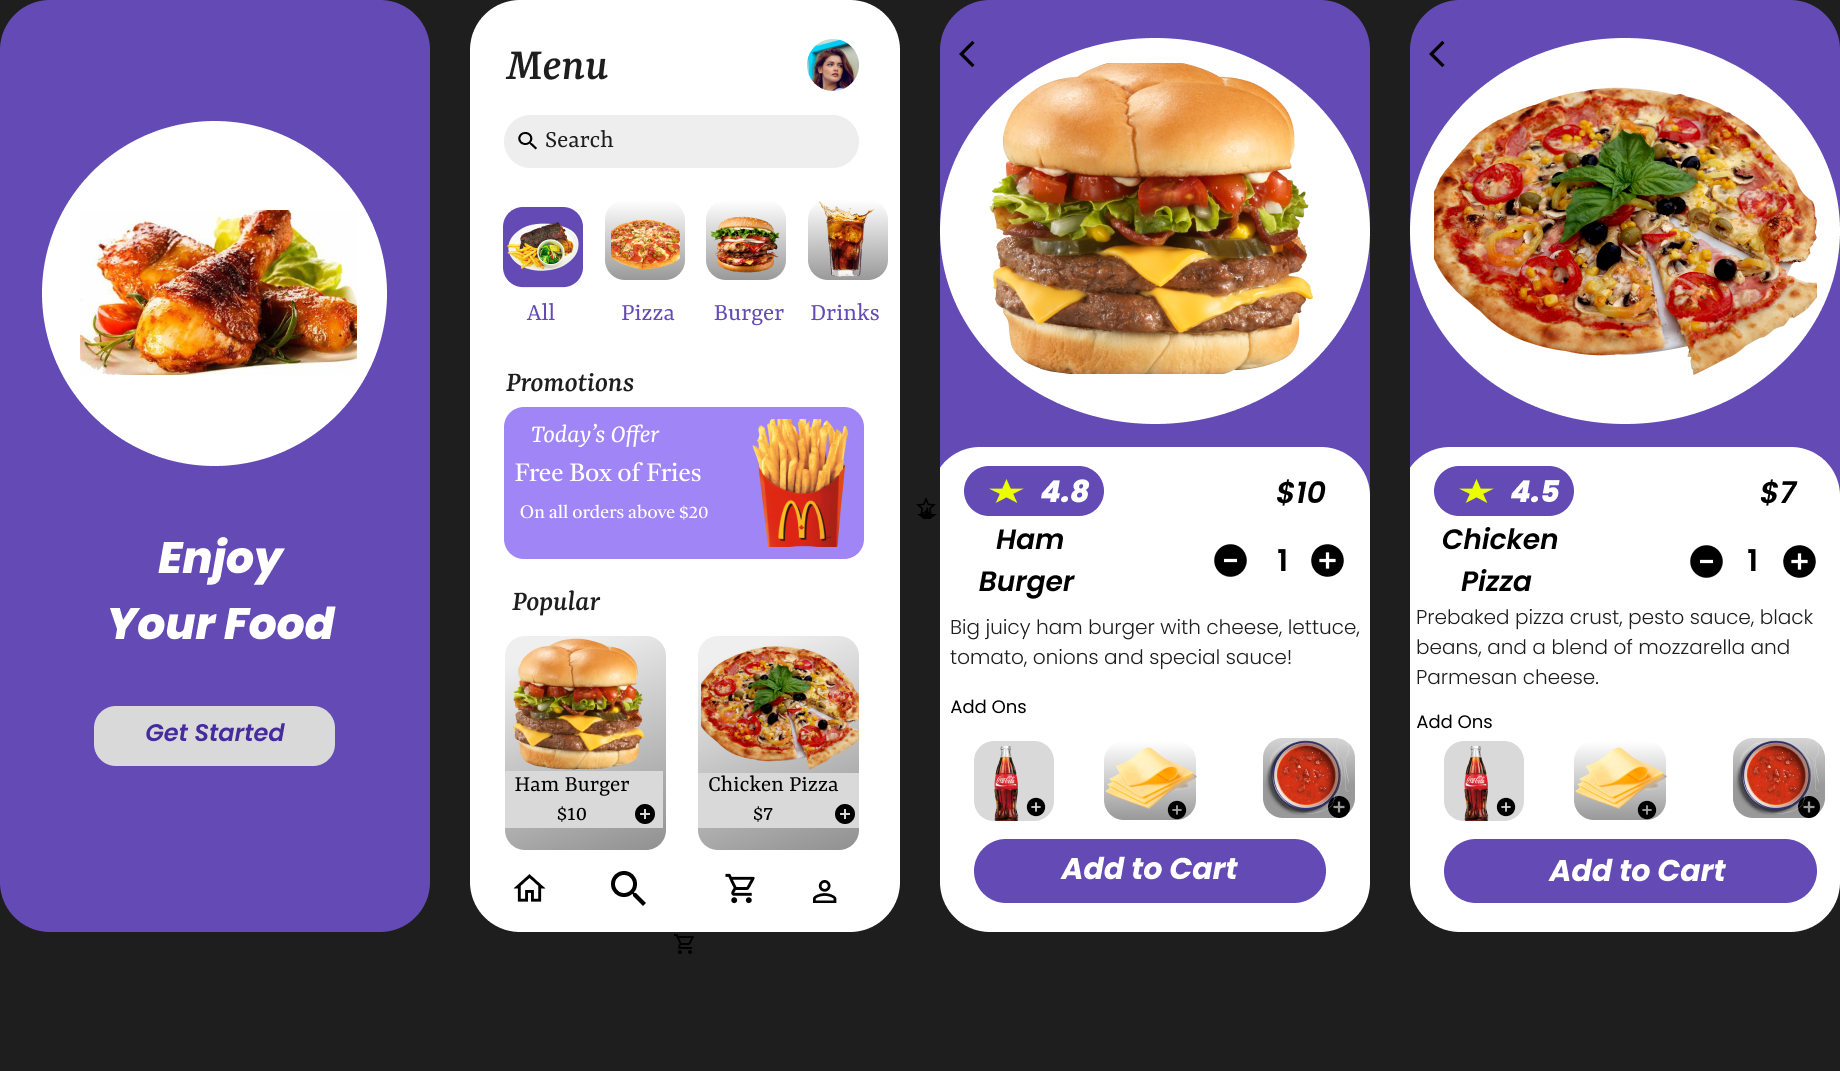 Enjoy
Your Food
Get Started
Menu
Search
All
Pizza
Burger
Drinks
Promotions
Today's Offer
Free Box of Fries
On all orders above $20
Popular
Ham Burger
$10
Chicken Pizza
$7
4.8
$10
Ham
Burger
1
Big juicy ham burger with cheese, lettuce,
tomato, onions and special sauce!
Add Ons
Coca-Cola
Add to Cart
4.5
$7
Chicken
Pizza
1
Prebaked pizza crust, pesto sauce, black
beans, and a blend of mozzarella and
Parmesan cheese.
Add Ons
Coca-Cola
Add to Cart